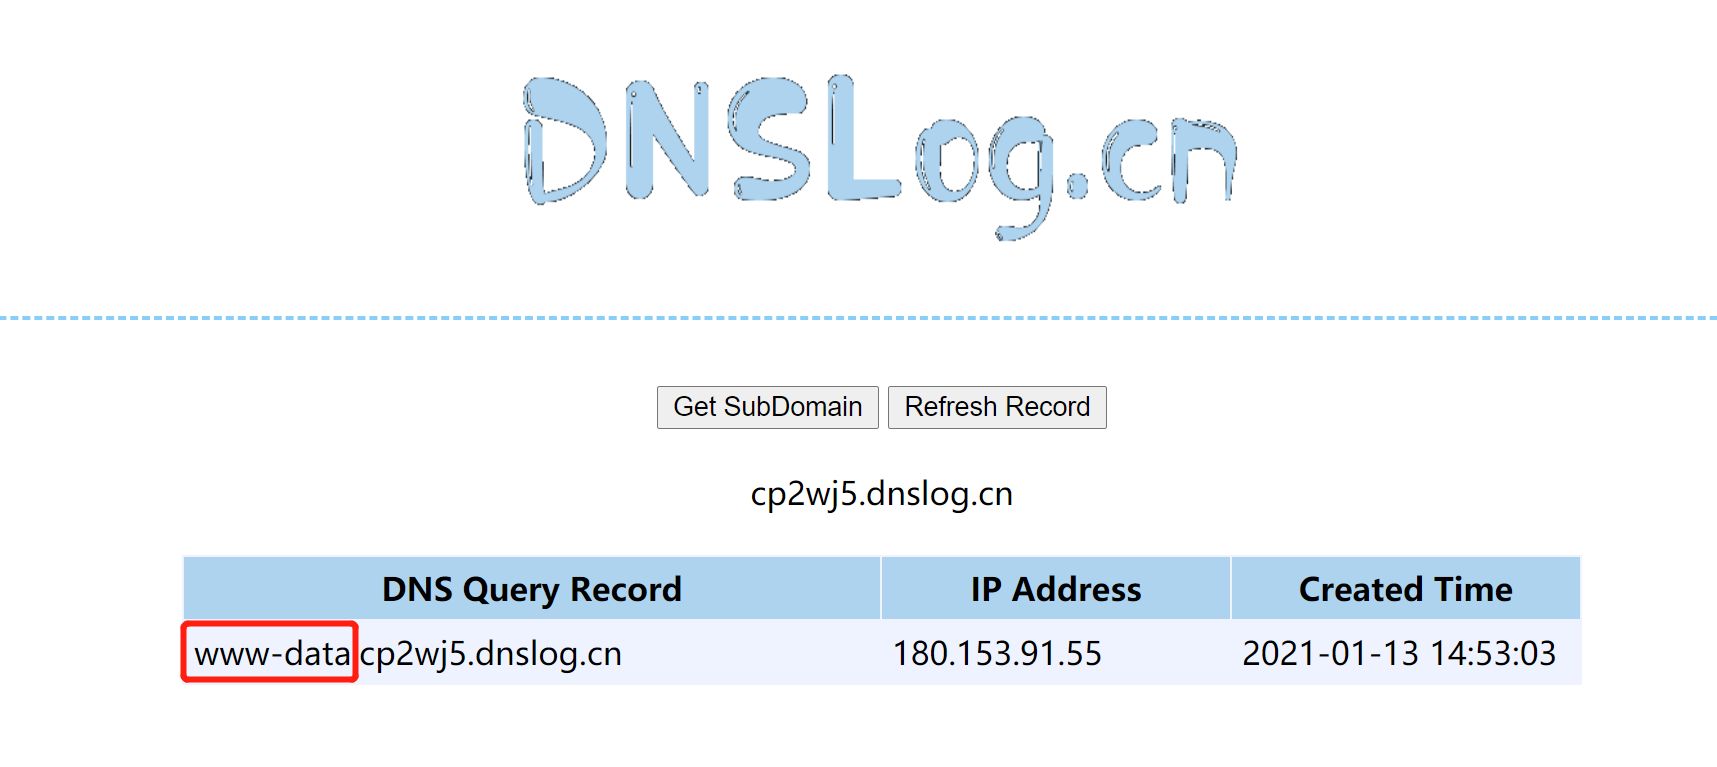 DNSLog.cn
Get SubDomain Refresh Record
cp2wj5.dnslog.cn
DNS Query Record IP Address Created Time
www-data.cp2wj5.dnslog.cn 180.153.91.55 2021-01-13 14:53:03